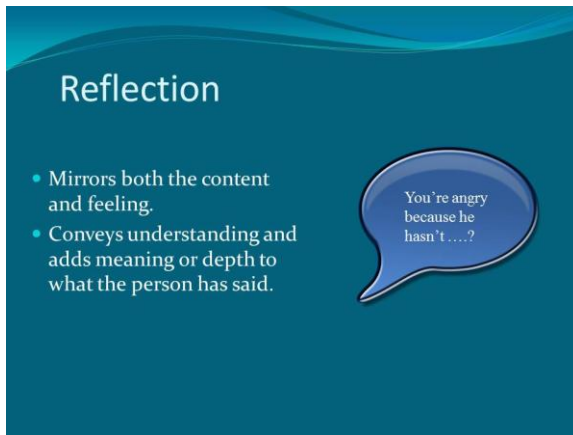 Reflection
• Mirrors both the content
and feeling.
• Conveys understanding and
adds meaning or depth to
what the person has said.
You're angry
because he
hasn't ....?